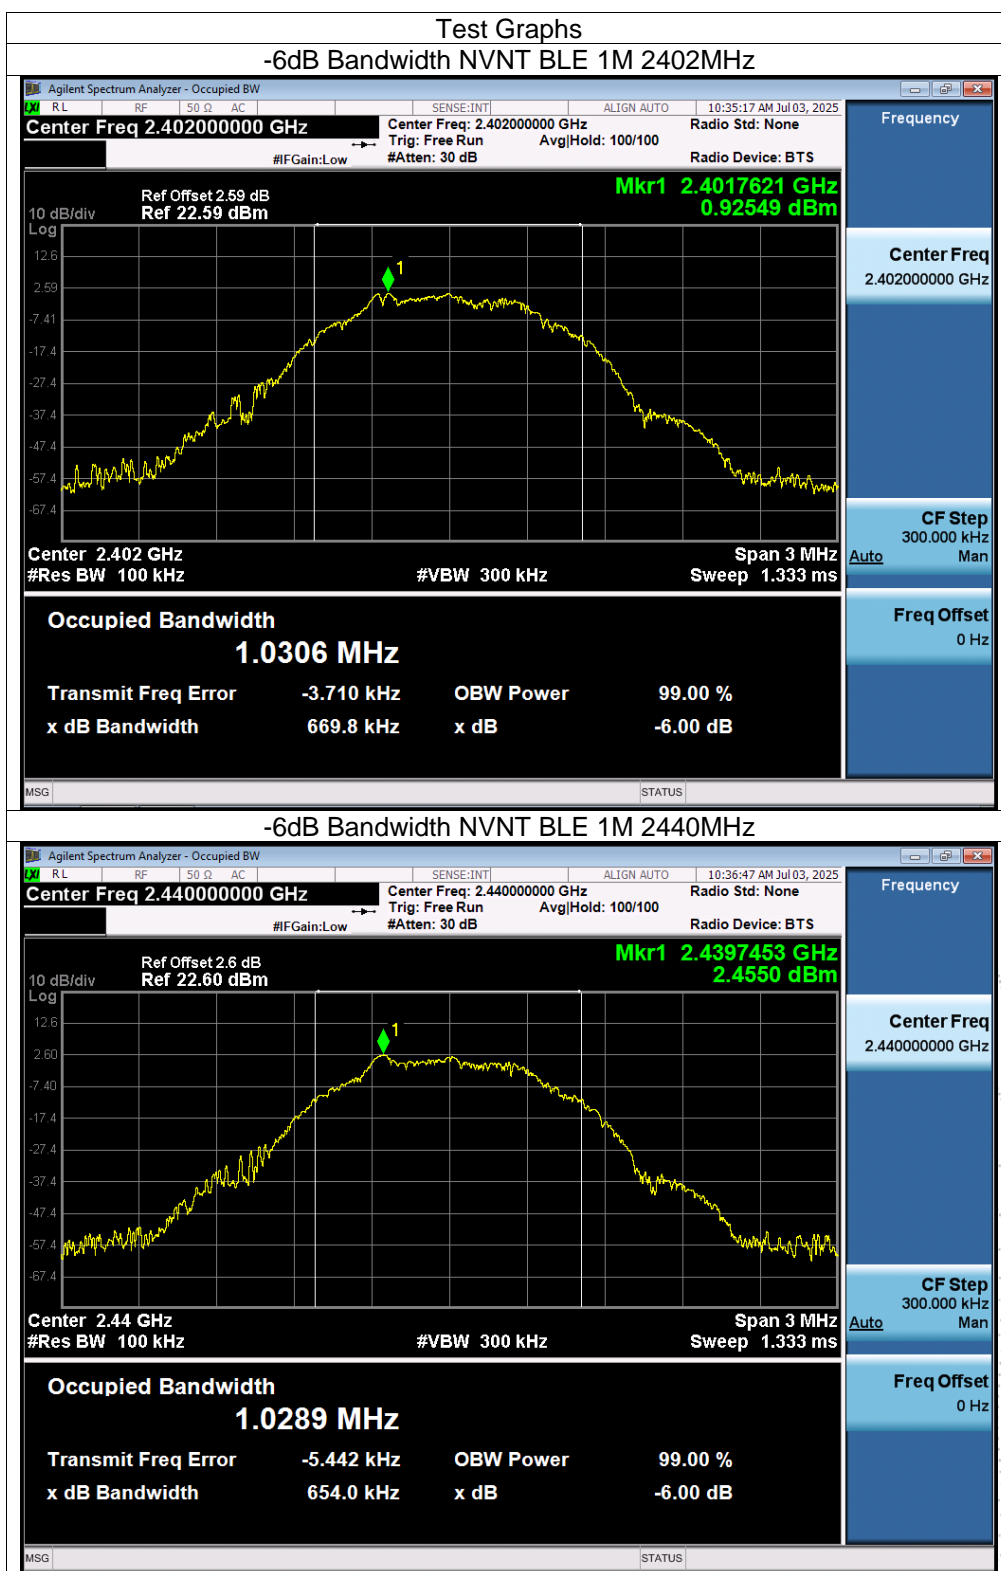 Test Graphs
-6dB Bandwidth NVNT BLE 1M 2402MHz
Agilent Spectrum Analyzer - Occupied BW
LXI RL RF 50 Ω AC SENSE:INT ALIGN AUTO 10:35:17 AM Jul 03, 2025
Center Freq 2.402000000 GHz
Center Freq: 2.402000000 GHz
Radio Std: None
Trig: Free Run Avg|Hold: 100/100
#IFGain:Low #Atten: 30 dB Radio Device: BTS
Frequency
Mkr1 2.4017621 GHz
0.92549 dBm
Ref Offset 2.59 dB
10 dB/div Ref 22.59 dBm
Log
12.6
2.59
-7.41
-17.4
-27.4
-37.4
-47.4
-57.4
-67.4
1
Center Freq
2.402000000 GHz
CF Step
300.000 kHz
Auto Man
Center 2.402 GHz Span 3 MHz
#Res BW 100 kHz #VBW 300 kHz Sweep 1.333 ms
Freq Offset
0 Hz
Occupied Bandwidth
1.0306 MHz
Transmit Freq Error -3.710 kHz OBW Power 99.00 %
x dB Bandwidth 669.8 kHz x dB -6.00 dB
MSG STATUS
-6dB Bandwidth NVNT BLE 1M 2440MHz
Agilent Spectrum Analyzer - Occupied BW
LXI RL RF 50 Ω AC SENSE:INT ALIGN AUTO 10:36:47 AM Jul 03, 2025
Center Freq 2.440000000 GHz
Center Freq: 2.440000000 GHz
Radio Std: None
Trig: Free Run Avg|Hold: 100/100
#IFGain:Low #Atten: 30 dB Radio Device: BTS
Frequency
Mkr1 2.4397453 GHz
2.4550 dBm
Ref Offset 2.6 dB
10 dB/div Ref 22.60 dBm
Log
12.6
2.60
-7.40
-17.4
-27.4
-37.4
-47.4
-57.4
-67.4
1
Center Freq
2.440000000 GHz
CF Step
300.000 kHz
Auto Man
Center 2.44 GHz Span 3 MHz
#Res BW 100 kHz #VBW 300 kHz Sweep 1.333 ms
Freq Offset
0 Hz
Occupied Bandwidth
1.0289 MHz
Transmit Freq Error -5.442 kHz OBW Power 99.00 %
x dB Bandwidth 654.0 kHz x dB -6.00 dB
MSG STATUS